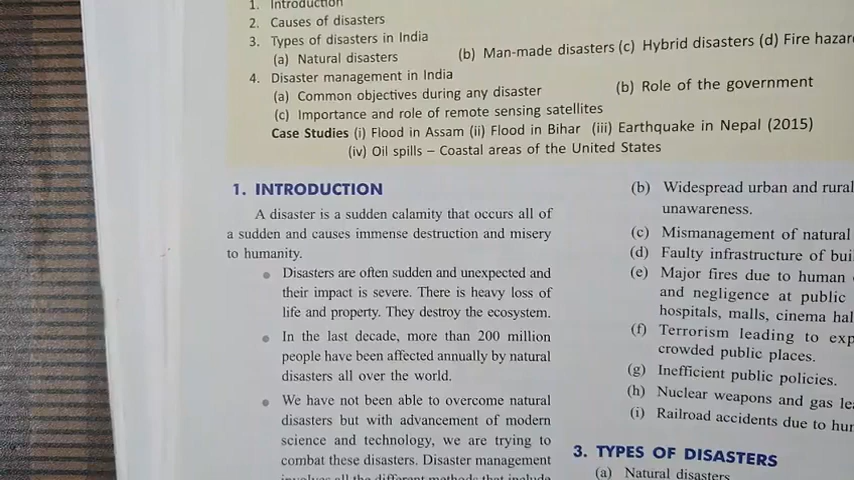 1. Introduction
2. Causes of disasters
3. Types of disasters in India
(a) Natural disasters (b) Man-made disasters (c) Hybrid disasters (d) Fire
4. Disaster management in India
(a) Common objectives during any disaster (b) Role of the government
(c) Importance and role of remote sensing satellites
Case Studies (i) Flood in Assam (ii) Flood in Bihar (iii) Earthquake in Nepal (2015)
(iv) Oil spills – Coastal areas of the United States
1. INTRODUCTION
A disaster is a sudden calamity that occurs all of
a sudden and causes immense destruction and misery
to humanity.
• Disasters are often sudden and unexpected and
their impact is severe. There is heavy loss of
life and property. They destroy the ecosystem.
• In the last decade, more than 200 million
people have been affected annually by natural
disasters all over the world.
• We have not been able to overcome natural
disasters but with advancement of modern
science and technology, we are trying to
combat these disasters. Disaster management
involves all the different methods that include
(b) Widespread urban and rural
unawareness.
(c) Mismanagement of natural
(d) Faulty infrastructure of
(e) Major fires due to human
and negligence at public
hospitals, malls, cinema
(f) Terrorism leading to
crowded public places.
(g) Inefficient public policies.
(h) Nuclear weapons and gas
(i) Railroad accidents due to
3. TYPES OF DISASTERS
(a) Natural disasters